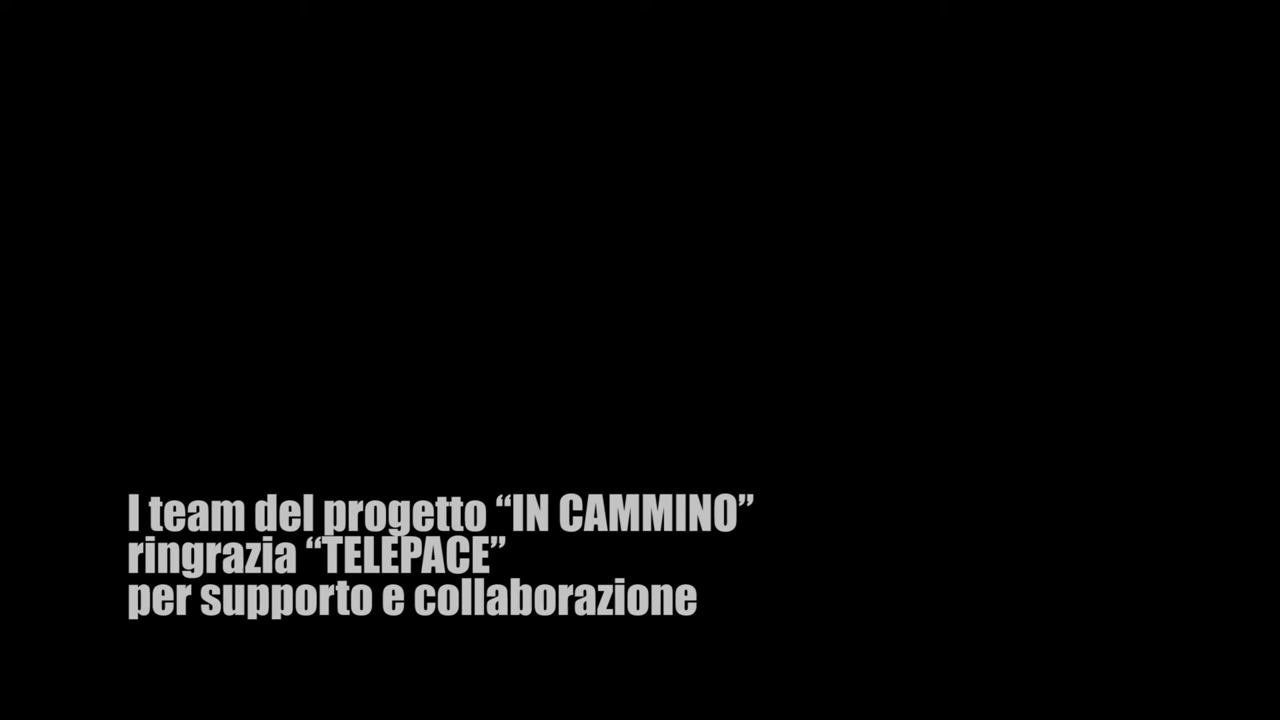 I team del progetto “IN CAMMINO”
ringrazia “TELEPACE”
per supporto e collaborazione